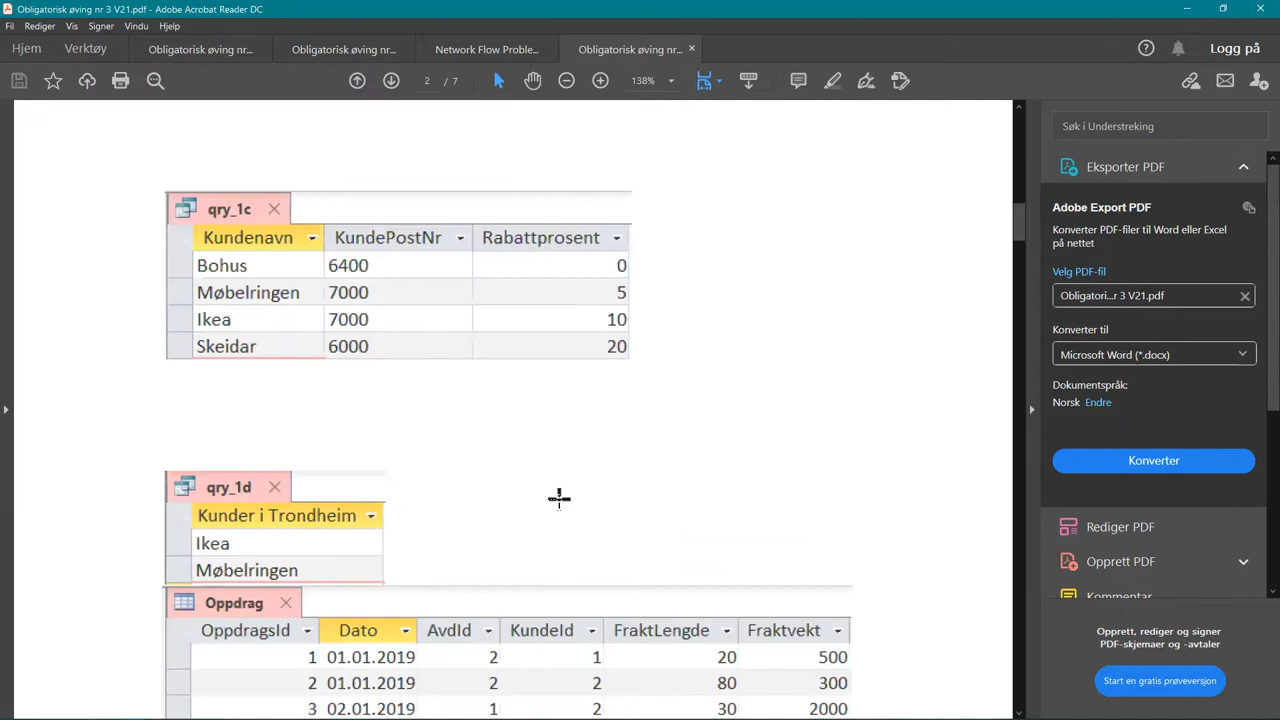 Obligatorisk øving nr 3 V21.pdf - Adobe Acrobat Reader DC
Fil Rediger Vis Signer Vindu Hjelp
Hjem Verktøy Obligatorisk øving nr... Obligatorisk øving nr... Network Flow Proble... Obligatorisk øving nr... × Logg på
2 / 7 138%
Søk i Understreking
Eksporter PDF
Adobe Export PDF
Konverter PDF-filer til Word eller Excel
på nettet
Velg PDF-fil
Obligatori...r 3 V21.pdf
Konverter til
Microsoft Word (*.docx)
Dokumentspråk:
Norsk Endre
Konverter
Rediger PDF
Opprett PDF
Kommentar
Opprett, rediger og signer
PDF-skjemaer og -avtaler
Start en gratis prøveversjon
qry_1c
Kundenavn KundePostNr Rabattprosent
Bohus 6400 0
Møbelringen 7000 5
Ikea 7000 10
Skeidar 6000 20
qry_1d
Kunder i Trondheim
Ikea
Møbelringen
Oppdrag
OppdragsId Dato AvdId KundeId FraktLengde Fraktvekt
1 01.01.2019 2 1 20 500
2 01.01.2019 2 2 80 300
3 02.01.2019 1 2 30 2000